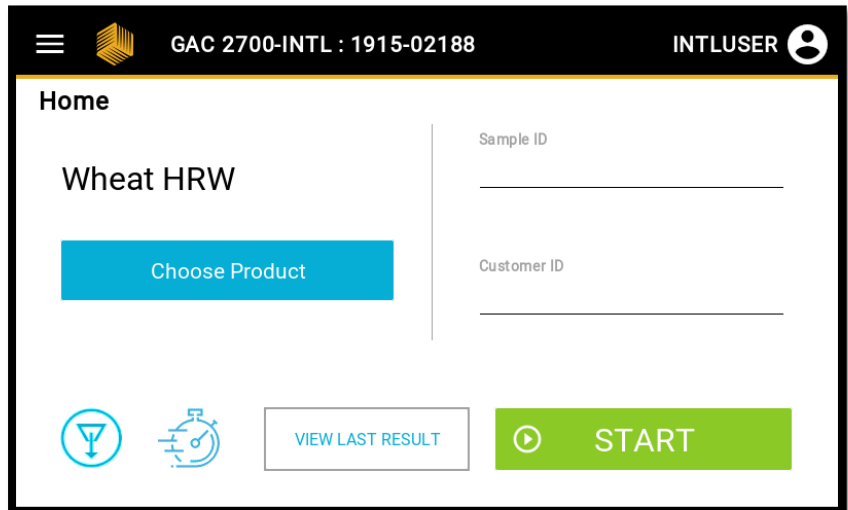 GAC 2700-INTL : 1915-02188
INTLUSER
Home
Wheat HRW
Choose Product
Sample ID
Customer ID
VIEW LAST RESULT
START